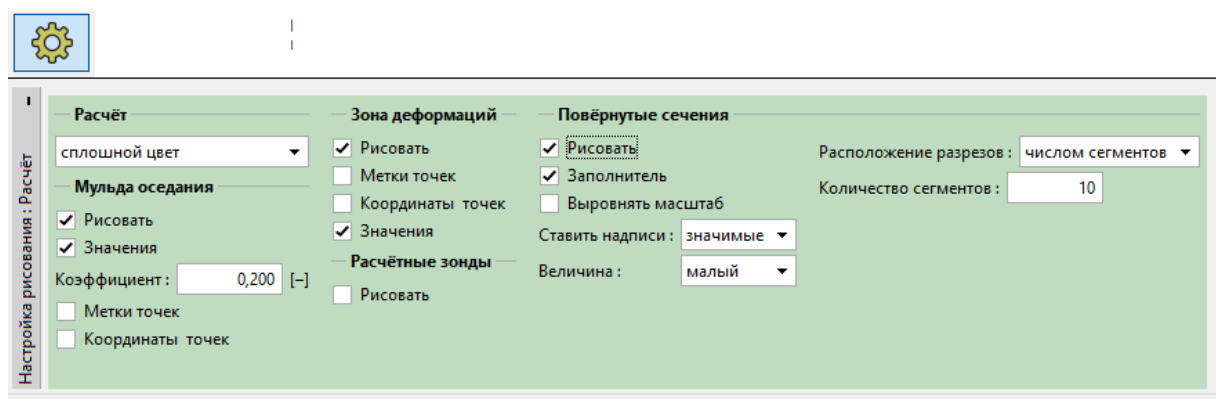 Настройка рисования : Расчёт
Расчёт
сплошной цвет
Мульда оседания
Рисовать
Значения
Коэффициент : 0,200 [–]
Метки точек
Координаты точек
Зона деформаций
Рисовать
Метки точек
Координаты точек
Значения
Расчётные зонды
Рисовать
Повёрнутые сечения
Рисовать
Заполнитель
Выровнять масштаб
Ставить надписи : значимые
Величина : малый
Расположение разрезов : числом сегментов
Количество сегментов : 10